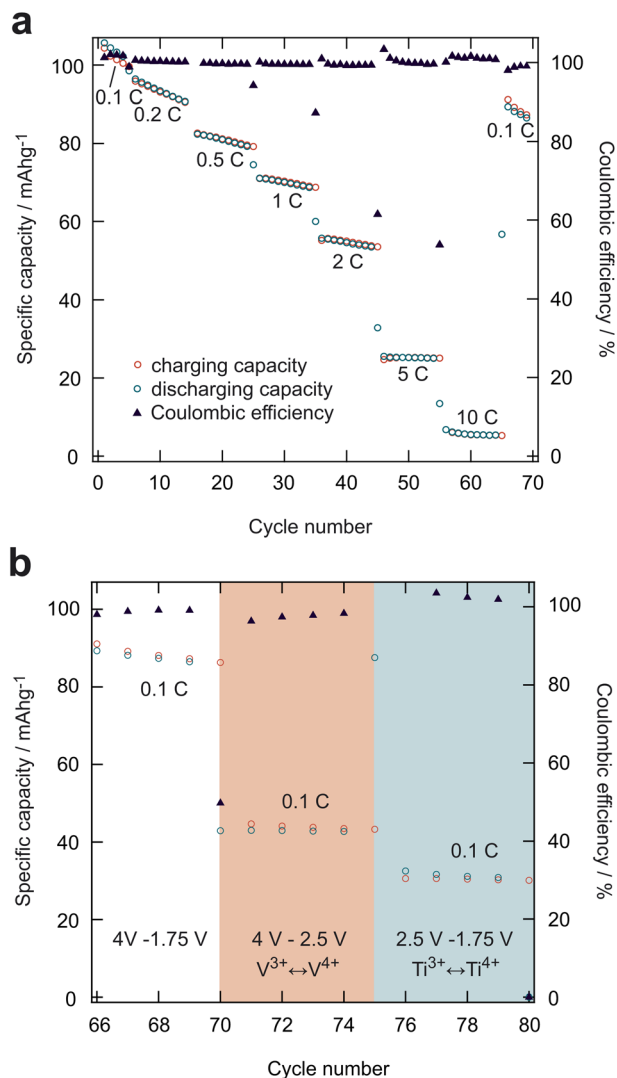 a
100
80
60
40
20
0
Specific capacity / mAhg⁻¹
0.1 C
0.2 C
0.5 C
1 C
2 C
5 C
10 C
0.1 C
charging capacity
discharging capacity
Coulombic efficiency
100
80
60
40
20
0
Coulombic efficiency / %
0 10 20 30 40 50 60 70
Cycle number
b
100
80
60
40
20
0
Specific capacity / mAhg⁻¹
0.1 C
0.1 C
0.1 C
4V -1.75 V
4 V - 2.5 V
V³⁺↔V⁴⁺
2.5 V -1.75 V
Ti³⁺↔Ti⁴⁺
100
80
60
40
20
0
Coulombic efficiency / %
66 68 70 72 74 76 78 80
Cycle number